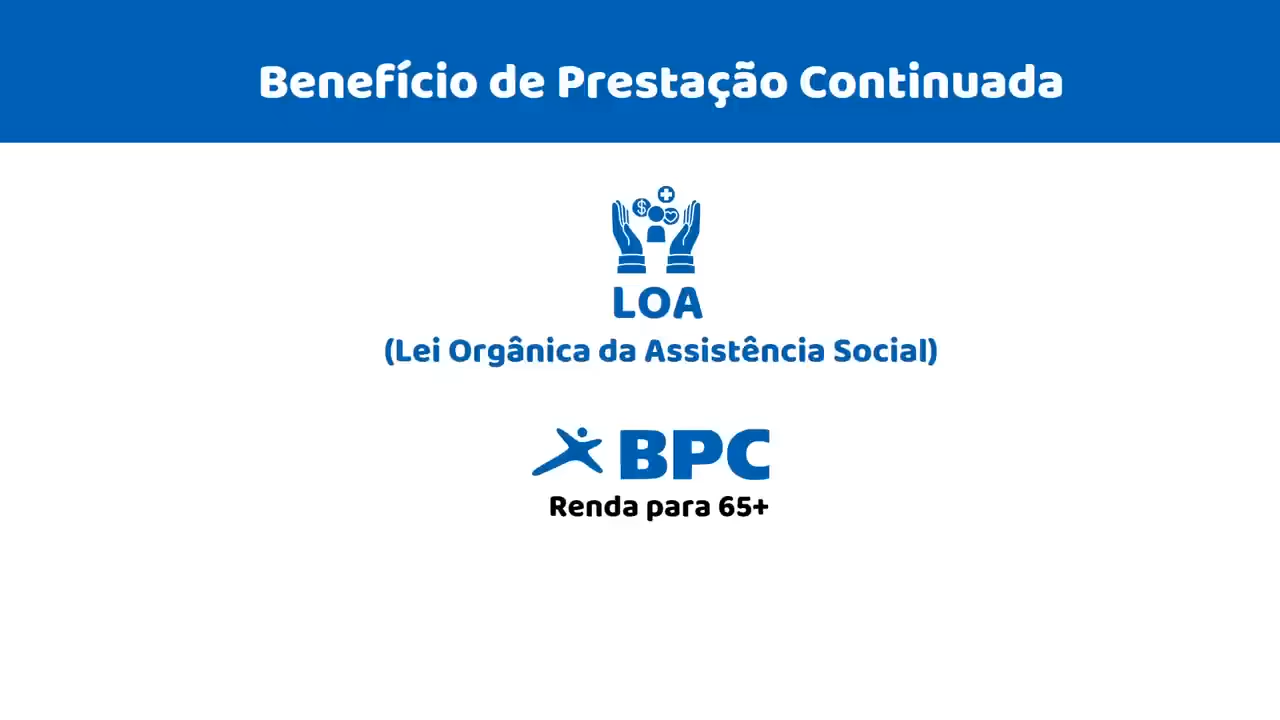 Benefício de Prestação Continuada
LOA
(Lei Orgânica da Assistência Social)
BPC
Renda para 65+